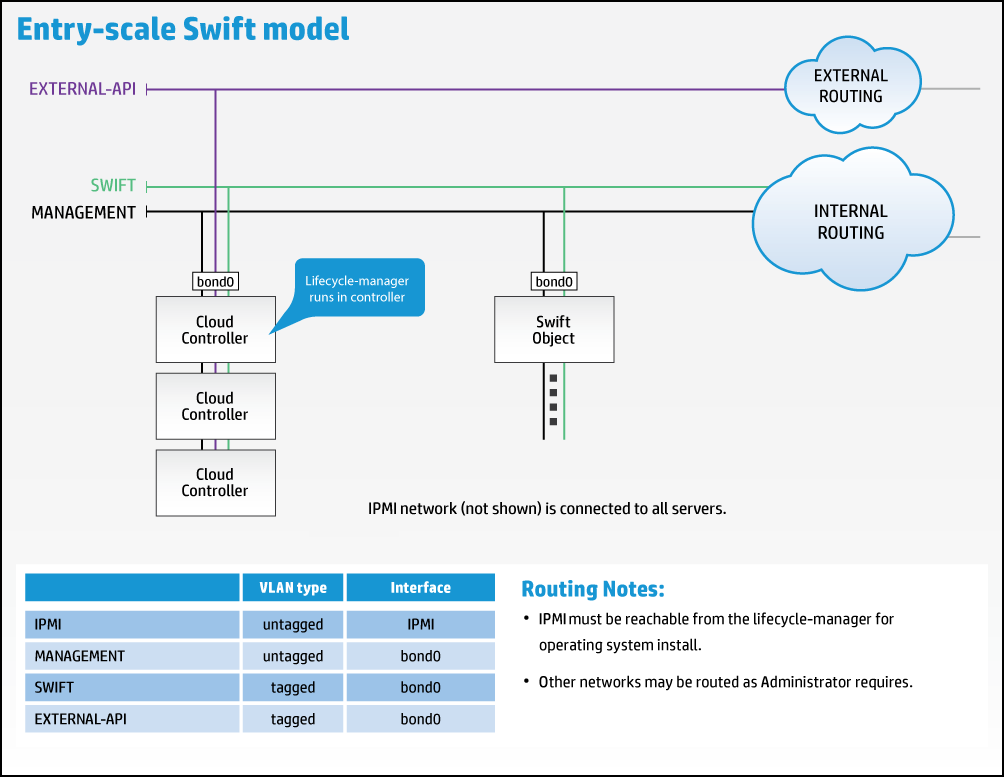 Entry-scale Swift model
EXTERNAL-API
EXTERNAL
ROUTING
SWIFT
MANAGEMENT
INTERNAL
ROUTING
bond0
Lifecycle-manager
runs in controller
bond0
Cloud
Controller
Swift
Object
Cloud
Controller
Cloud
Controller
IPMI network (not shown) is connected to all servers.
VLAN type Interface
IPMI untagged IPMI
MANAGEMENT untagged bond0
SWIFT tagged bond0
EXTERNAL-API tagged bond0
Routing Notes:
• IPMI must be reachable from the lifecycle-manager for
operating system install.
• Other networks may be routed as Administrator requires.